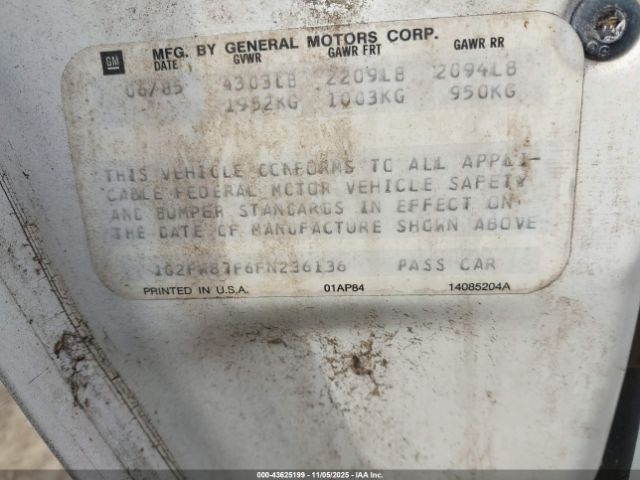 GM
MFG. BY GENERAL MOTORS CORP.
DATE GVWR GAWR FRT GAWR RR
06/85 4303LB 2209LB 2094LB
1952KG 1003KG 950KG
THIS VEHICLE CONFORMS TO ALL APPLI-
CABLE FEDERAL MOTOR VEHICLE SAFETY
AND BUMPER STANDARDS IN EFFECT ON
THE DATE OF MANUFACTURE SHOWN ABOVE
1G2PW87F6FN236136 PASS CAR
PRINTED IN U.S.A. 01AP84 14085204A
000-43625199 11/05/2025 IAA Inc.